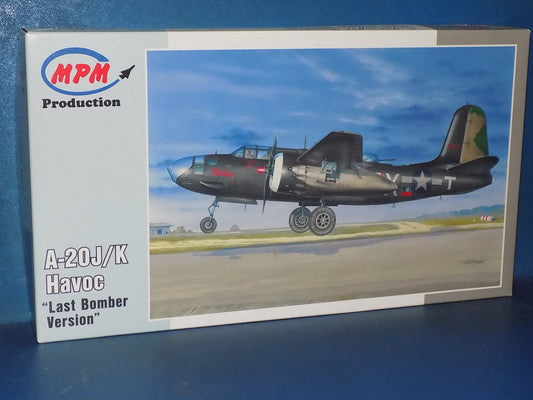 MPM
Production
A-20J/K
Havoc
"Last Bomber
Version"
Y T